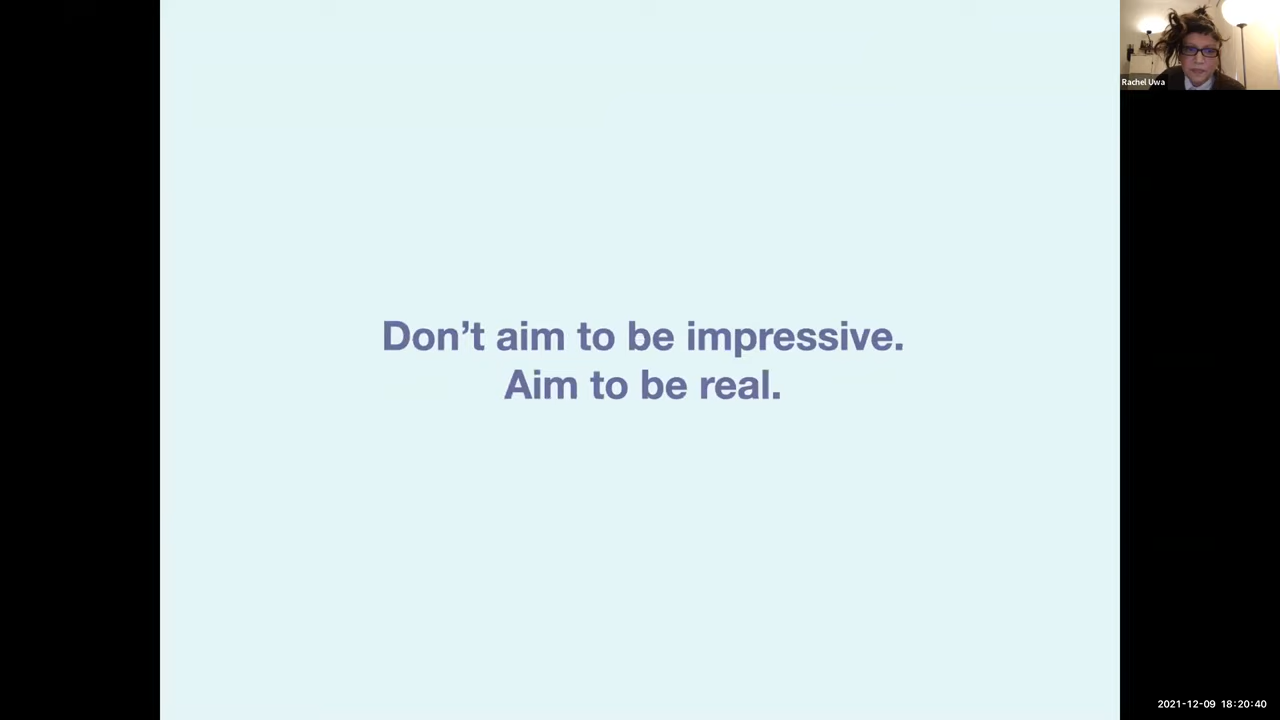 Rachel Uwa
Don’t aim to be impressive.
Aim to be real.
2021-12-09 18:20:40